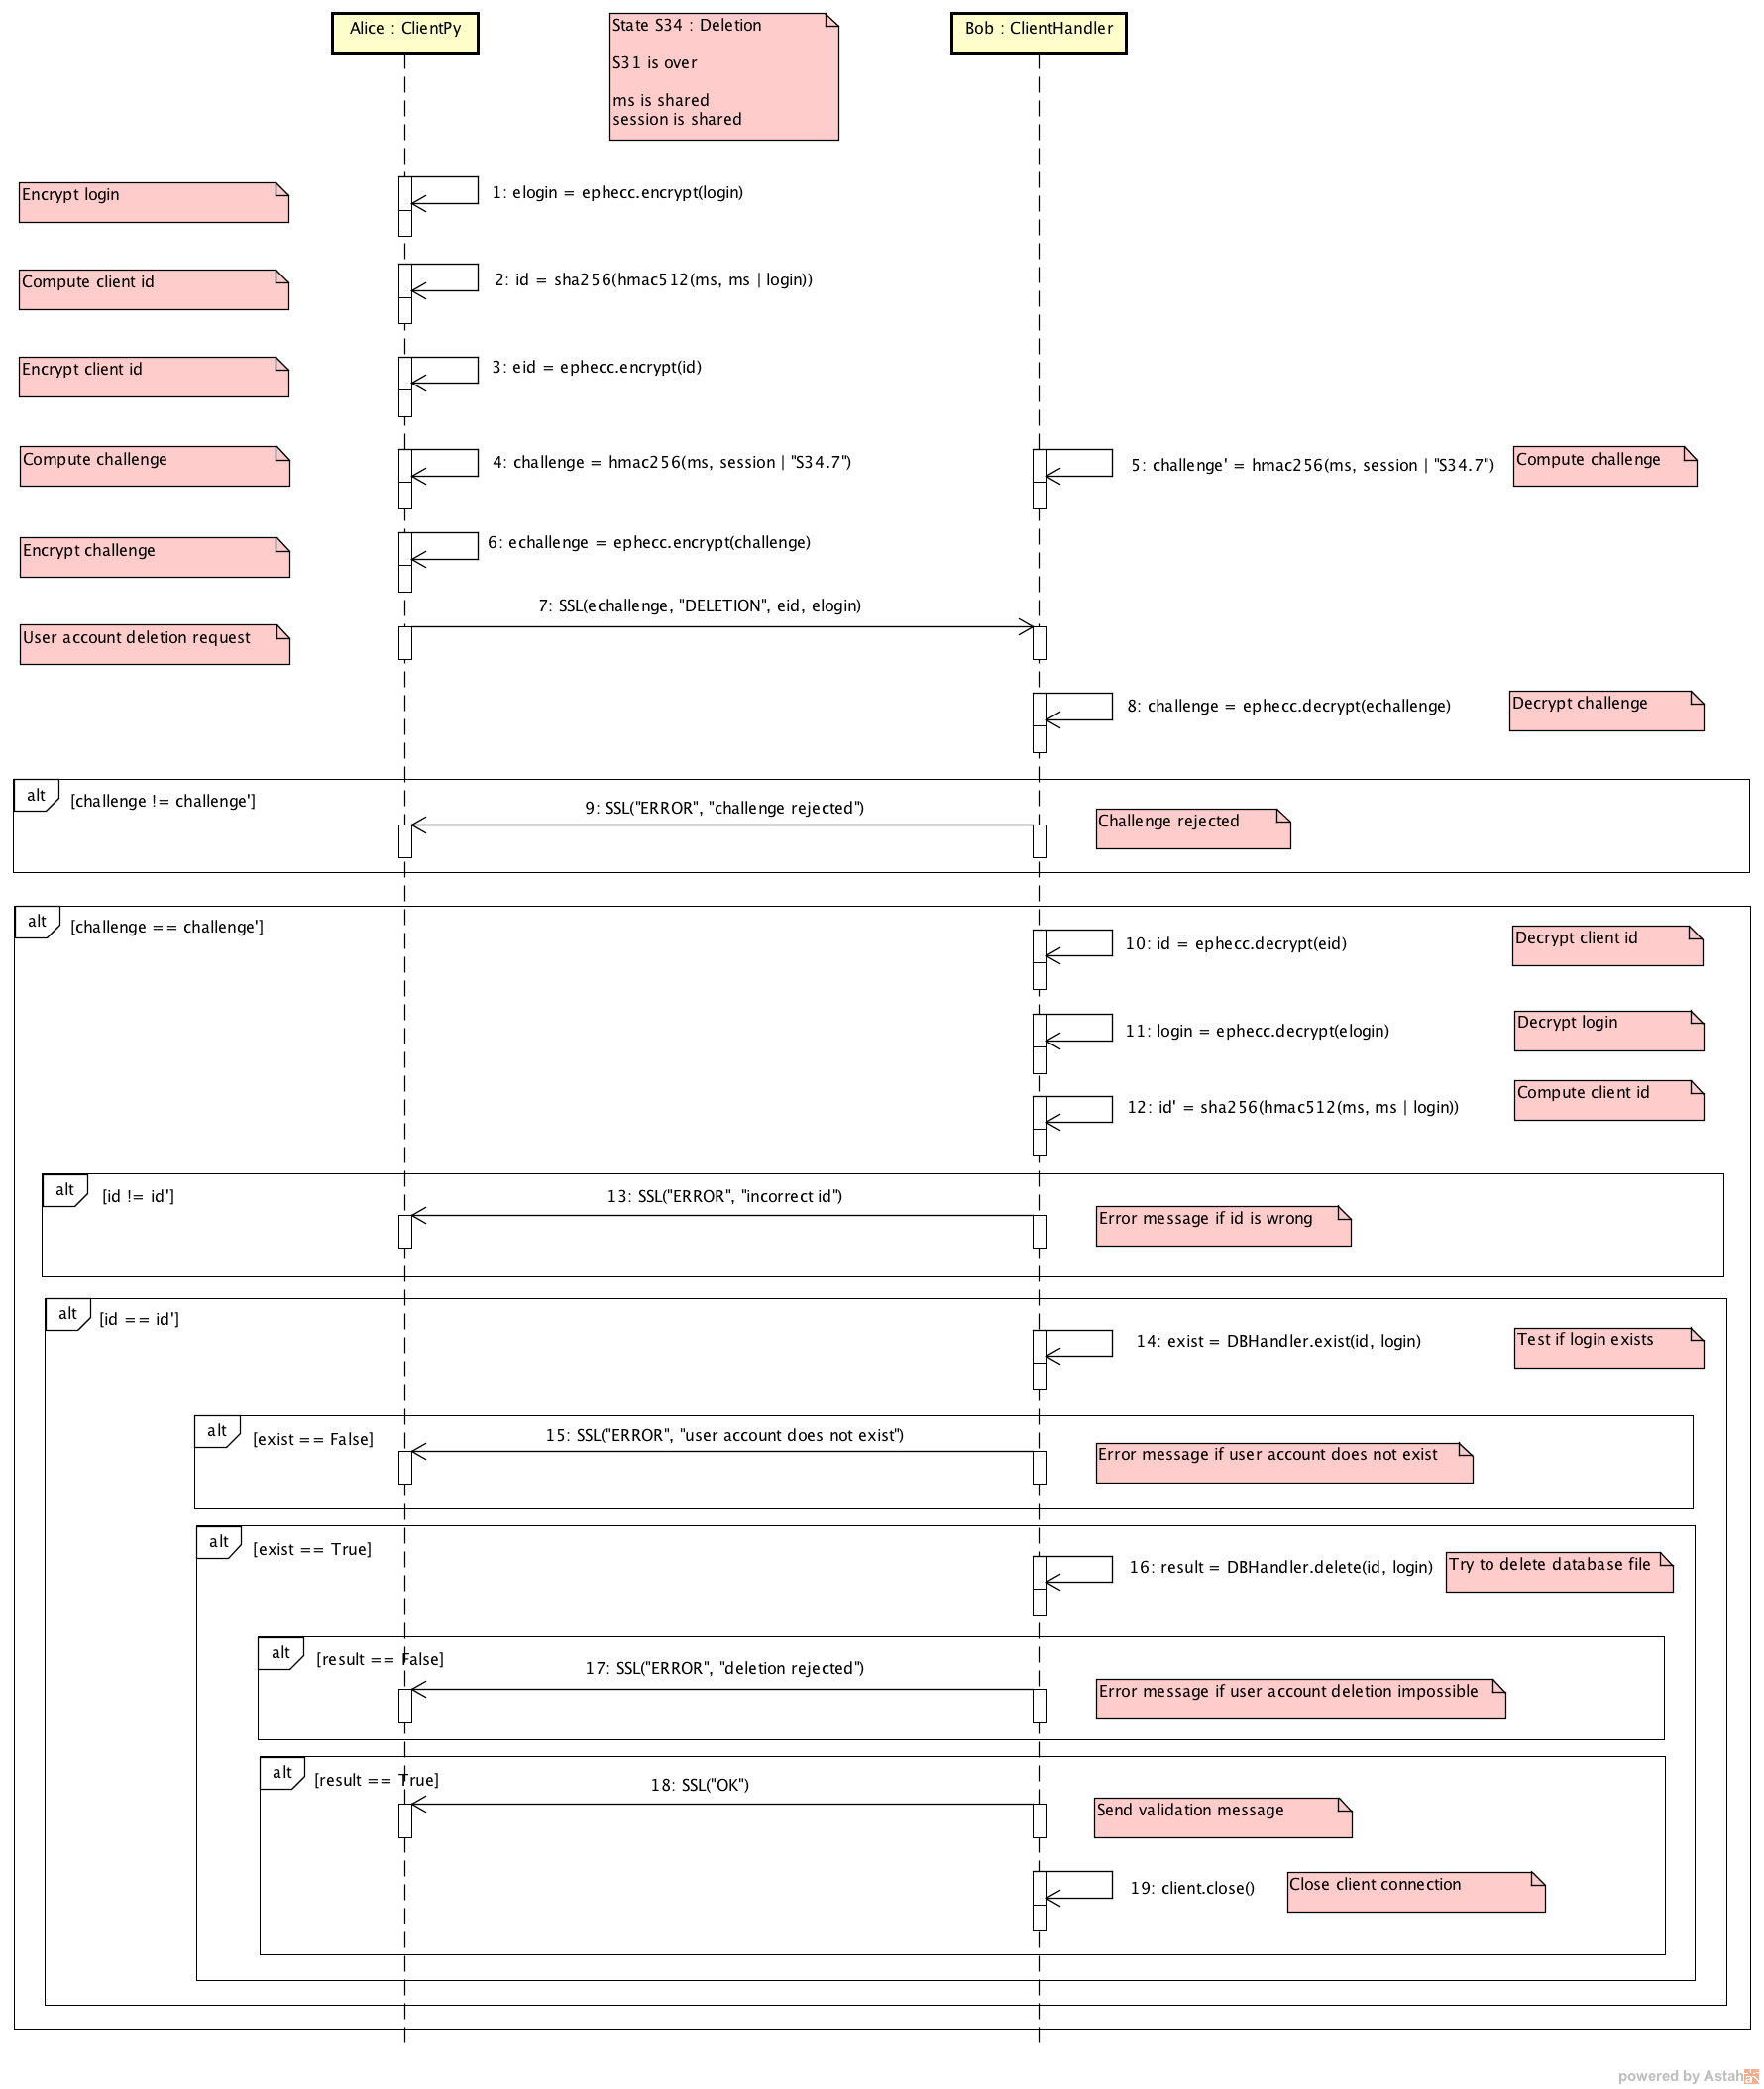 Alice : ClientPy
State S34 : Deletion
S31 is over
ms is shared
session is shared
Bob : ClientHandler
Encrypt login
1: elogin = ephecc.encrypt(login)
Compute client id
2: id = sha256(hmac512(ms, ms | login))
Encrypt client id
3: eid = ephecc.encrypt(id)
Compute challenge
4: challenge = hmac256(ms, session | "S34.7")
5: challenge' = hmac256(ms, session | "S34.7")
Compute challenge
Encrypt challenge
6: echallenge = ephecc.encrypt(challenge)
7: SSL(echallenge, "DELETION", eid, elogin)
User account deletion request
8: challenge = ephecc.decrypt(echallenge)
Decrypt challenge
alt
[challenge != challenge']
9: SSL("ERROR", "challenge rejected")
Challenge rejected
alt
[challenge == challenge']
10: id = ephecc.decrypt(eid)
Decrypt client id
11: login = ephecc.decrypt(elogin)
Decrypt login
12: id' = sha256(hmac512(ms, ms | login))
Compute client id
alt
[id != id']
13: SSL("ERROR", "incorrect id")
Error message if id is wrong
alt
[id == id']
14: exist = DBHandler.exist(id, login)
Test if login exists
alt
[exist == False]
15: SSL("ERROR", "user account does not exist")
Error message if user account does not exist
alt
[exist == True]
16: result = DBHandler.delete(id, login)
Try to delete database file
alt
[result == False]
17: SSL("ERROR", "deletion rejected")
Error message if user account deletion impossible
alt
[result == True]
18: SSL("OK")
Send validation message
19: client.close()
Close client connection
powered by Astah